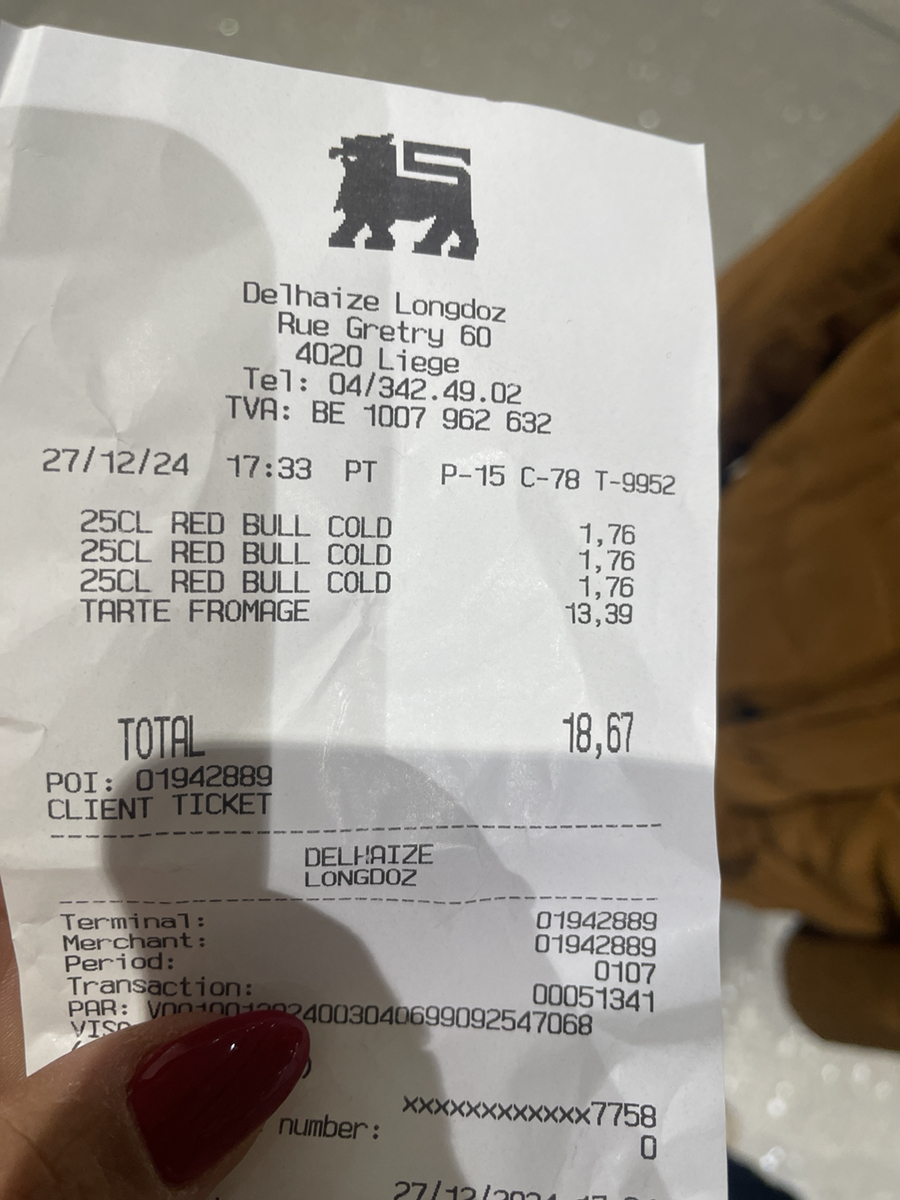 Delhaize Longdoz
Rue Gretry 60
4020 Liege
Tel: 04/342.49.02
TVA: BE 1007 962 632
27/12/24 17:33 PT P-15 C-78 T-9952
25CL RED BULL COLD 1,76
25CL RED BULL COLD 1,76
25CL RED BULL COLD 1,76
TARTE FROMAGE 13,39
TOTAL 18,67
POI: 01942889
CLIENT TICKET
DELHAIZE
LONGDOZ
Terminal: 01942889
Merchant: 01942889
Period: 0107
Transaction: 00051341
PAR:
xxxxxxxxxxxx7758
number: 0